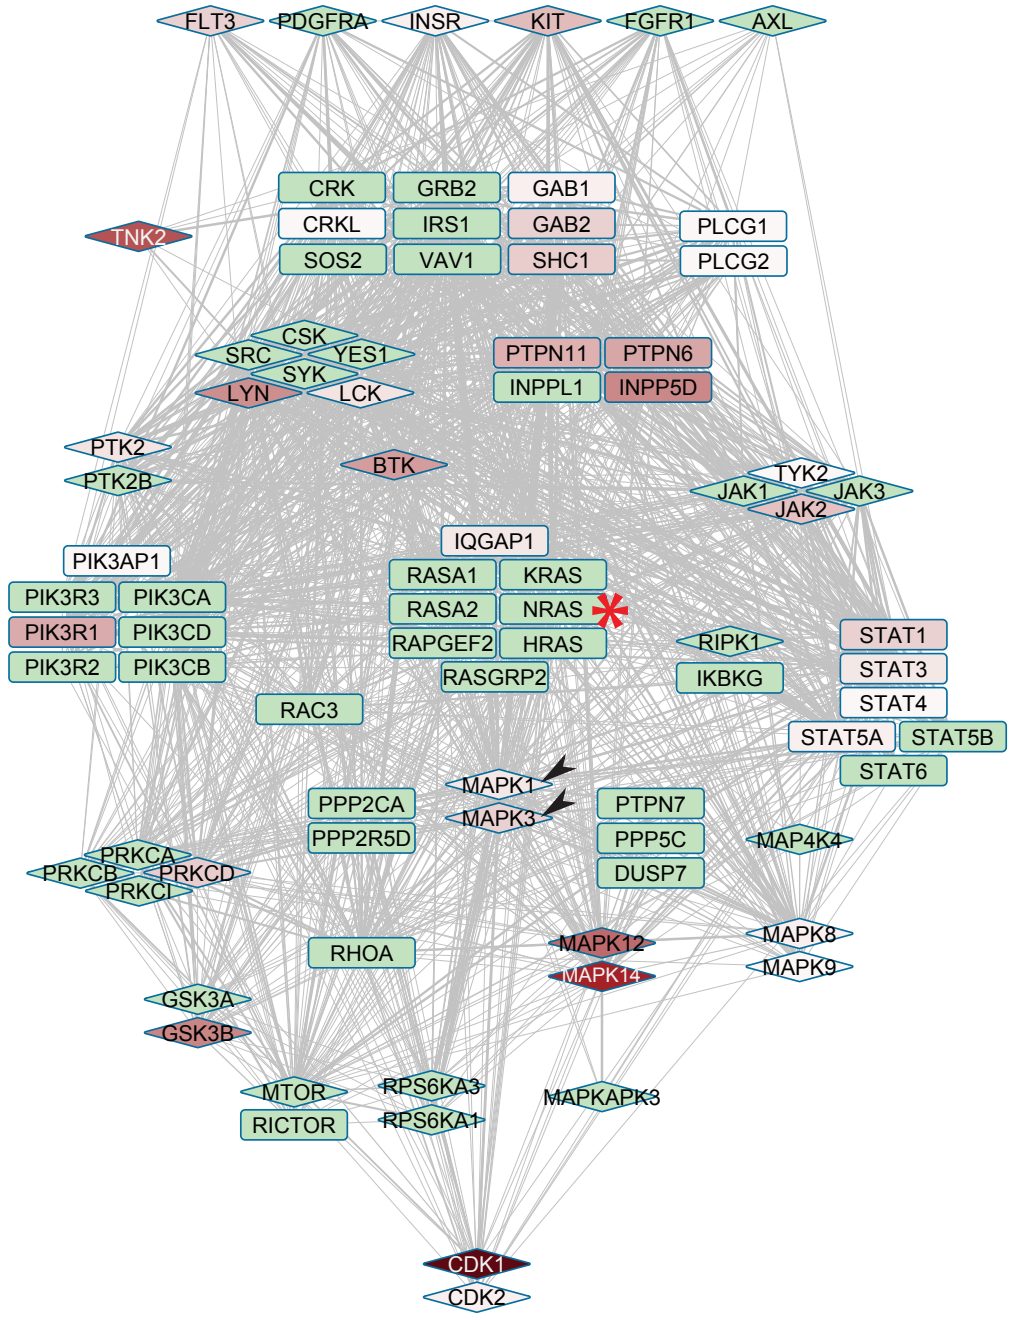 FLT3 PDGFRA INSR KIT FGFR1 AXL
CRK GRB2 GAB1
CRKL IRS1 GAB2 PLCG1
TNK2
SOS2 VAV1 SHC1 PLCG2
CSK
SRC YES1 PTPN11 PTPN6
SYK
LYN LCK INPPL1 INPP5D
PTK2
BTK
PTK2B
TYK2
JAK1 JAK3
JAK2
IQGAP1
PIK3AP1
RASA1 KRAS
PIK3R3 PIK3CA
RASA2 NRAS
PIK3R1 PIK3CD
RAPGEF2 HRAS RIPK1 STAT1
PIK3R2 PIK3CB
RASGRP2 IKBKG STAT3
RAC3 STAT4
STAT5A STAT5B
STAT6
MAPK1
PPP2CA PTPN7
MAPK3
PPP2R5D PPP5C MAP4K4
PRKCA
PRKCB PRKCD DUSP7
PRKCI
MAPK8
RHOA MAPK12
MAPK14 MAPK9
GSK3A
GSK3B
MTOR RPS6KA3 MAPKAPK3
RICTOR RPS6KA1
CDK1
CDK2